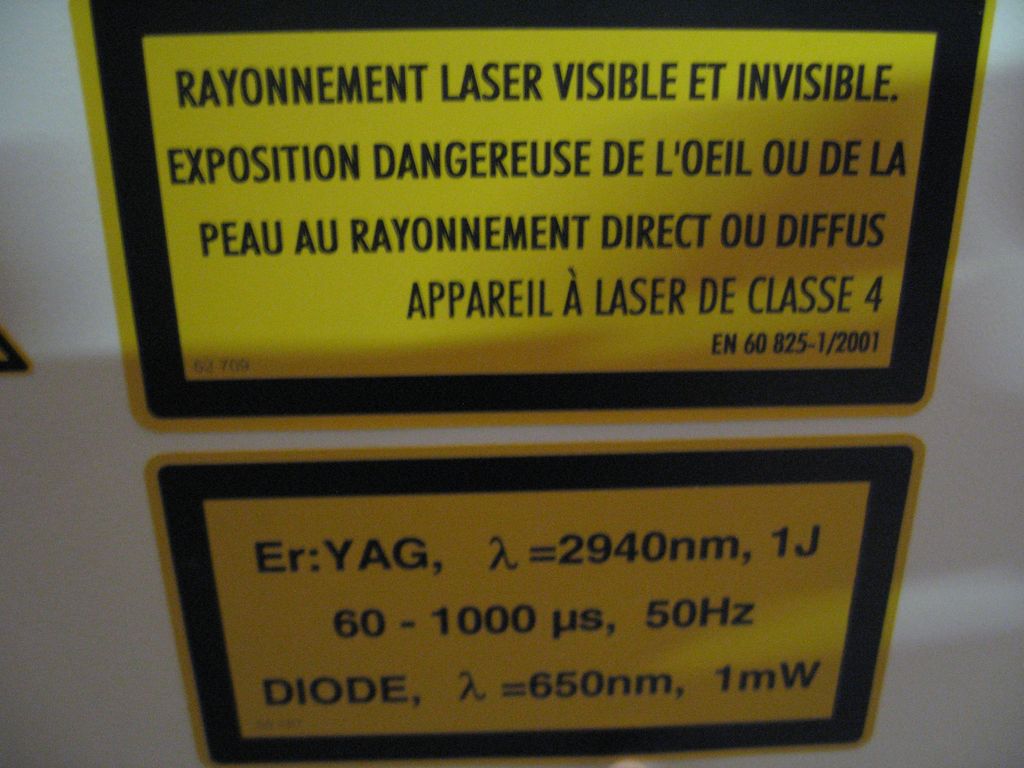 RAYONNEMENT LASER VISIBLE ET INVISIBLE.
EXPOSITION DANGEREUSE DE L'OEIL OU DE LA
PEAU AU RAYONNEMENT DIRECT OU DIFFUS
APPAREIL À LASER DE CLASSE 4
EN 60 825-1/2001
62 709
Er:YAG, λ =2940nm, 1J
60 - 1000 µs, 50Hz
DIODE, λ =650nm, 1mW